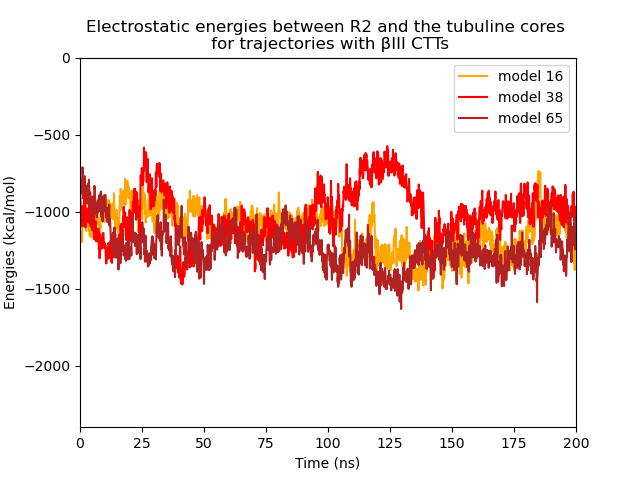 Electrostatic energies between R2 and the tubuline cores
for trajectories with βIII CTTs
model 16
model 38
model 65
Energies (kcal/mol)
0
−500
−1000
−1500
−2000
0 25 50 75 100 125 150 175 200
Time (ns)